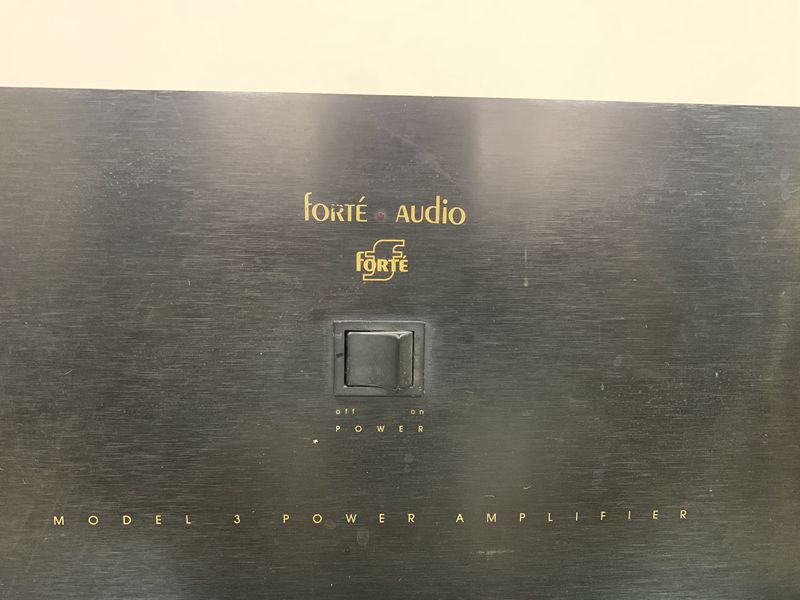 forTÉ AUdio
forTÉ
off on
POWER
MODEL 3 POWER AMPLIFIER